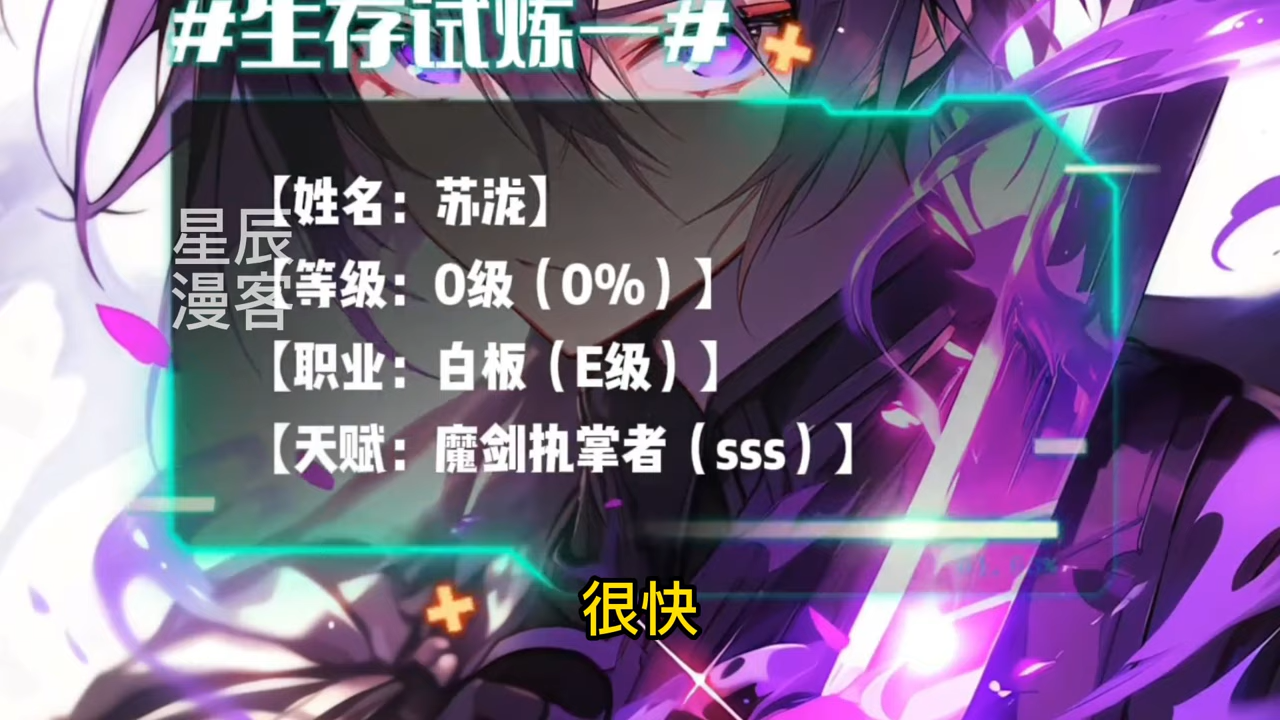 #生存试炼一#
【姓名：苏泷】
星辰
漫客
【等级：0级（0%）】
【职业：白板（E级）】
【天赋：魔剑执掌者（sss）】
很快